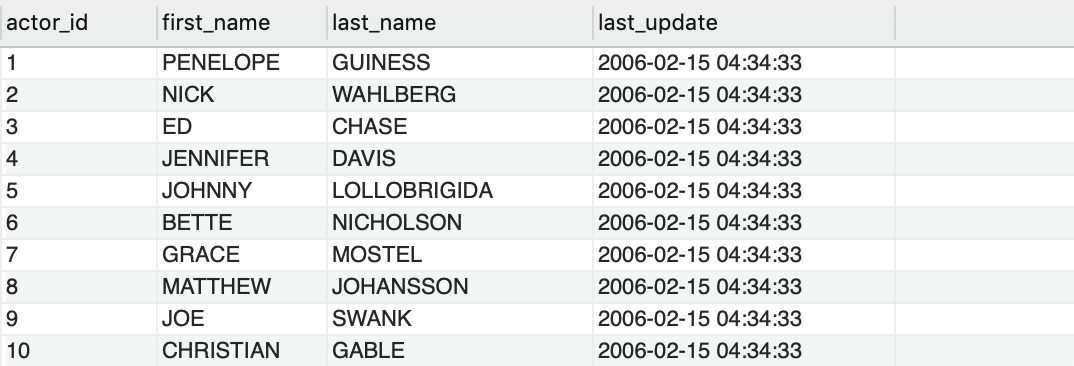 actor_id first_name last_name last_update
1 PENELOPE GUINESS 2006-02-15 04:34:33
2 NICK WAHLBERG 2006-02-15 04:34:33
3 ED CHASE 2006-02-15 04:34:33
4 JENNIFER DAVIS 2006-02-15 04:34:33
5 JOHNNY LOLLOBRIGIDA 2006-02-15 04:34:33
6 BETTE NICHOLSON 2006-02-15 04:34:33
7 GRACE MOSTEL 2006-02-15 04:34:33
8 MATTHEW JOHANSSON 2006-02-15 04:34:33
9 JOE SWANK 2006-02-15 04:34:33
10 CHRISTIAN GABLE 2006-02-15 04:34:33